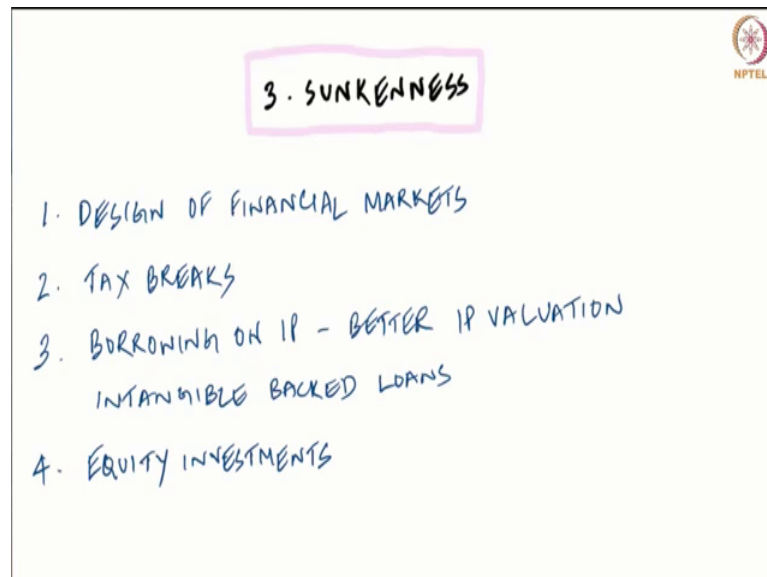 NPTEL
3. SUNKENNESS
1. DESIGN OF FINANCIAL MARKETS
2. TAX BREAKS
3. BORROWING ON IP - BETTER IP VALUATION
INTANGIBLE BACKED LOANS
4. EQUITY INVESTMENTS